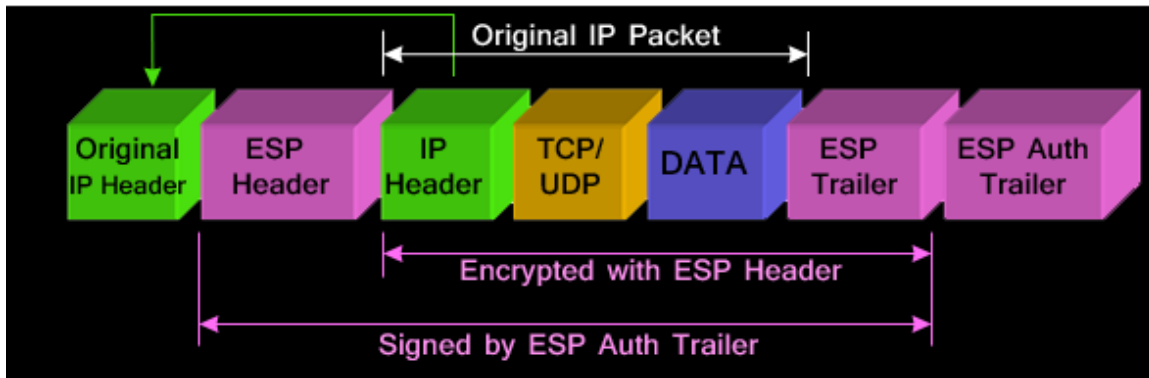 Original IP Packet
Original
IP Header
ESP
Header
IP
Header
TCP/
UDP
DATA
ESP
Trailer
ESP Auth
Trailer
Encrypted with ESP Header
Signed by ESP Auth Trailer